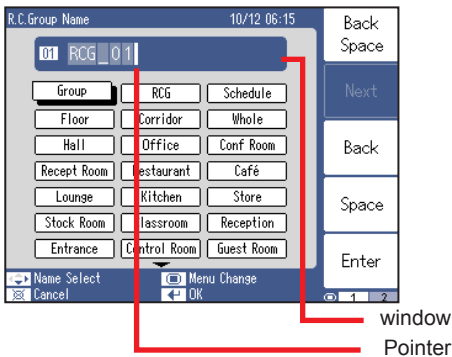 R.C.Group Name 10/12 06:15
Back Space
01 RCG_01
Next
Group RCG Schedule
Floor Corridor Whole
Hall Office Conf Room
Back
Recept Room Restaurant Café
Lounge Kitchen Store
Space
Stock Room Classroom Reception
Entrance Control Room Guest Room
Enter
Name Select Menu Change
Cancel OK
1 2
window
Pointer